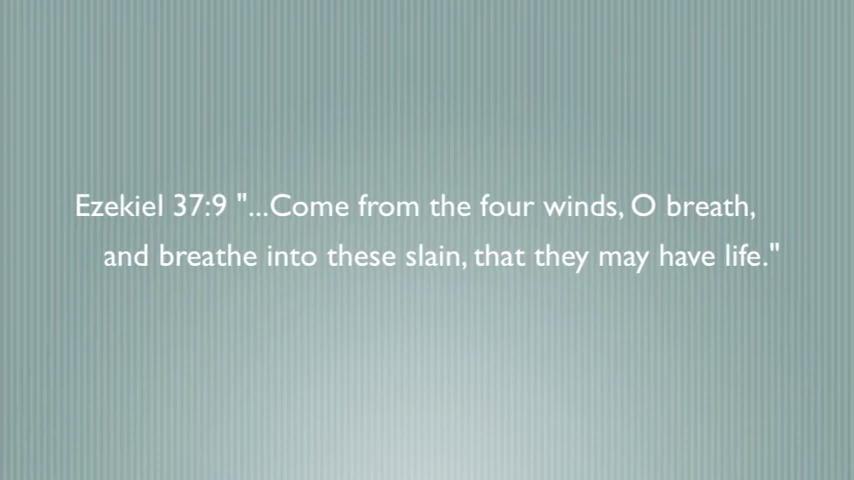 Ezekiel 37:9 "...Come from the four winds, O breath,
and breathe into these slain, that they may have life."